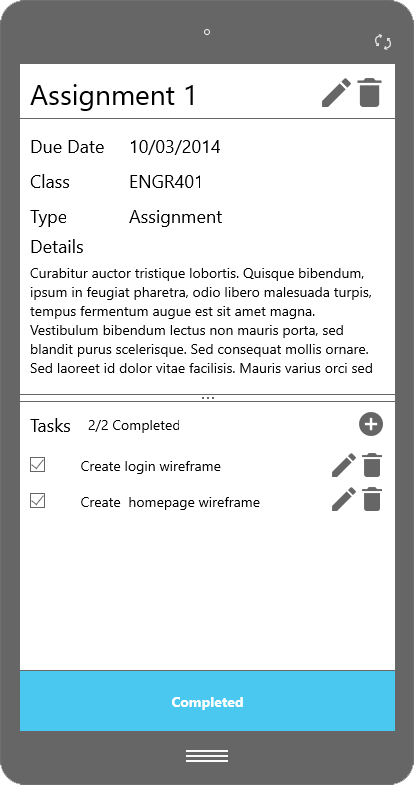 Assignment 1
Due Date 10/03/2014
Class ENGR401
Type Assignment
Details
Curabitur auctor tristique lobortis. Quisque bibendum,
ipsum in feugiat pharetra, odio libero malesuada turpis,
tempus fermentum augue est sit amet magna.
Vestibulum bibendum lectus non mauris porta, sed
blandit purus scelerisque. Sed consequat mollis ornare.
Sed laoreet id dolor vitae facilisis. Mauris varius orci sed
Tasks 2/2 Completed
Create login wireframe
Create homepage wireframe
Completed